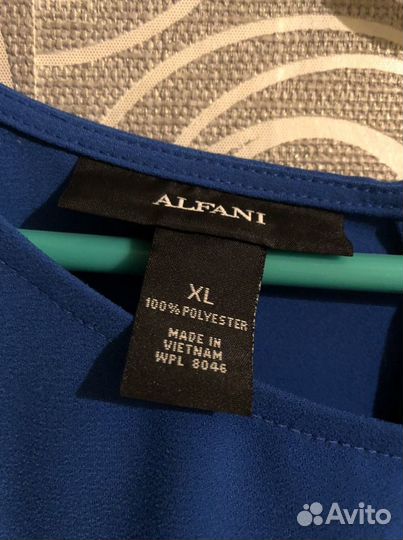 ALFANI
XL
100% POLYESTER
MADE IN
VIETNAM
WPL 8046
Avito